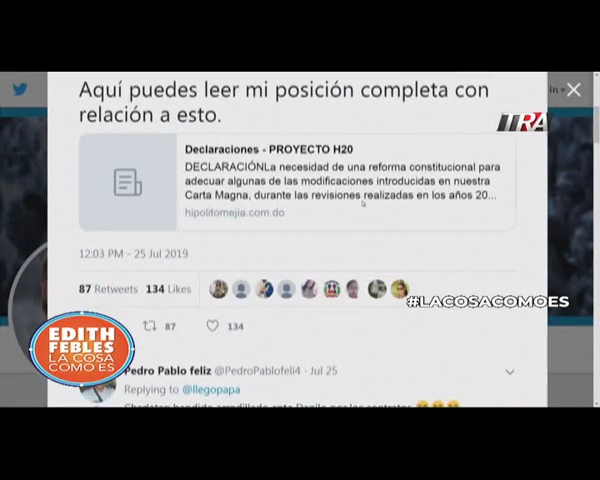 Aquí puedes leer mi posición completa con
relación a esto.
in
TRA
Declaraciones - PROYECTO H20
DECLARACIÓNLa necesidad de una reforma constitucional para
adecuar algunas de las modificaciones introducidas en nuestra
Carta Magna, durante las revisiones realizadas en los años 20...
hipolitomejia.com.do
12:03 PM - 25 Jul 2019
87 Retweets 134 Likes
#LACOSACOMOES
87 134
EDITH
FEBLES
LA COSA
COMO ES
Pedro Pablo feliz @PedroPablofeli4 · Jul 25
Replying to @llegopapa